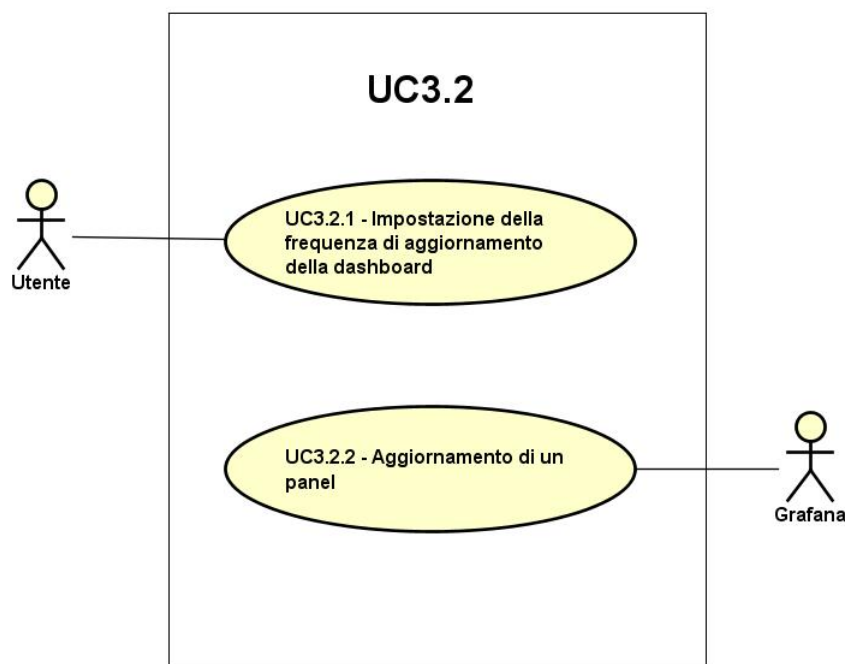 UC3.2
UC3.2.1 - Impostazione della
frequenza di aggiornamento
della dashboard
Utente
UC3.2.2 - Aggiornamento di un
panel
Grafana